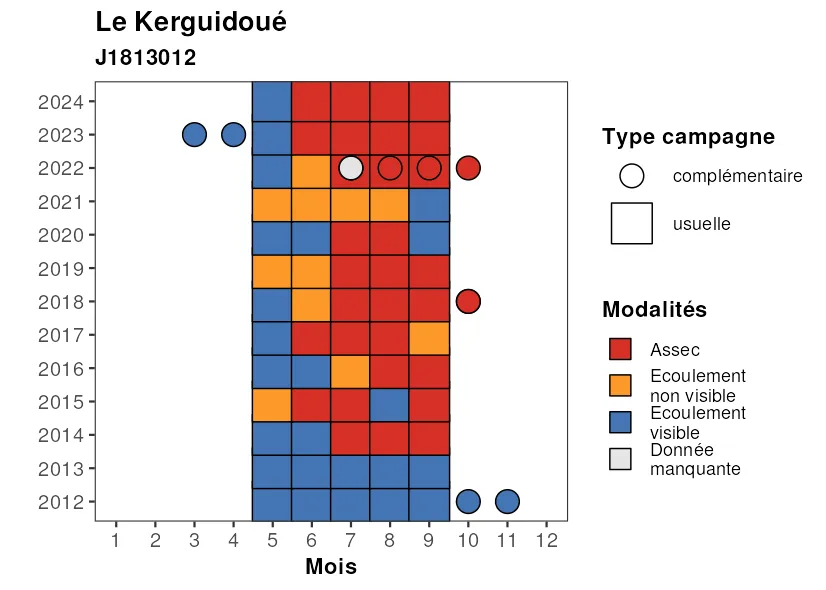 Le Kerguidoué
J1813012
2024
2023
2022
2021
2020
2019
2018
2017
2016
2015
2014
2013
2012
1 2 3 4 5 6 7 8 9 10 11 12
Mois
Type campagne
complémentaire
usuelle
Modalités
Assec
Ecoulement
non visible
Ecoulement
visible
Donnée
manquante